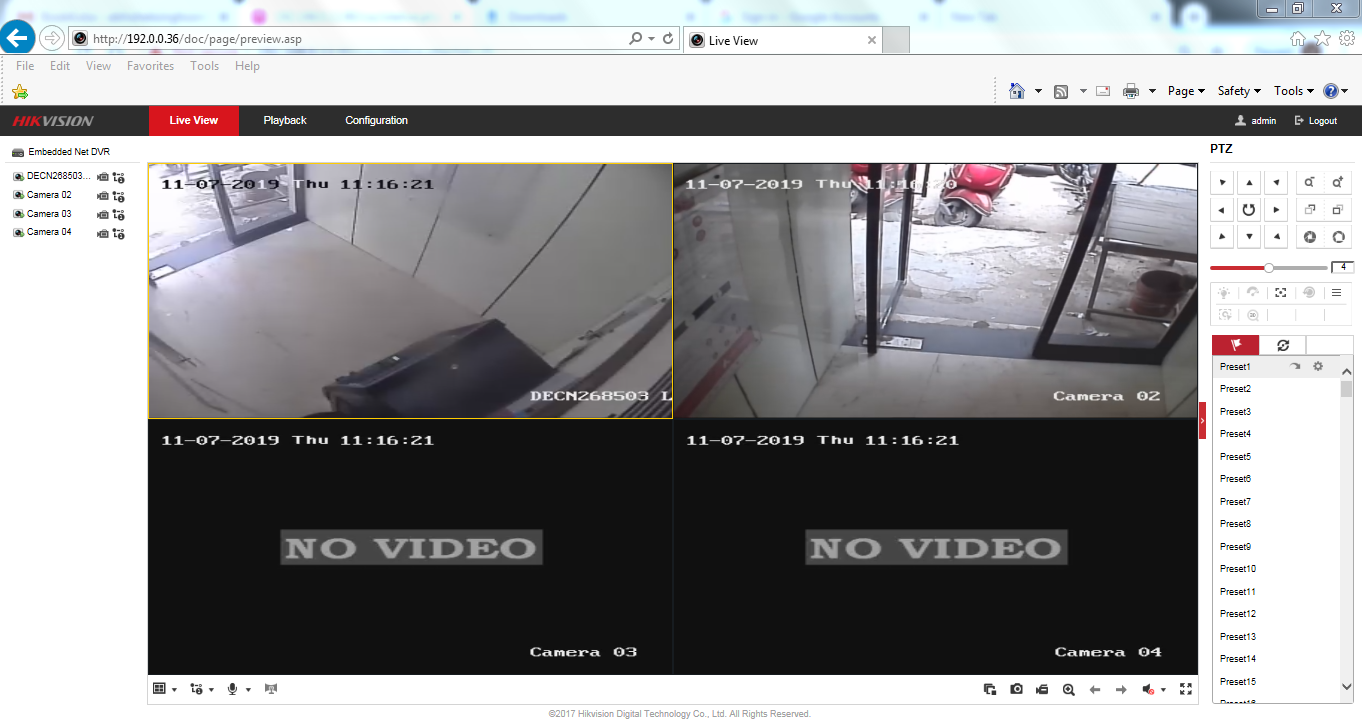 http://192.0.0.36/doc/page/preview.asp
Live View
File Edit View Favorites Tools Help
Page Safety Tools
HIKVISION Live View Playback Configuration admin Logout
Embedded Net DVR
DECN268503...
Camera 02
Camera 03
Camera 04
11-07-2019 Thu 11:16:21
DECN268503 L
11-07-2019 Thu 11:16:20
Camera 02
11-07-2019 Thu 11:16:21
NO VIDEO
Camera 03
11-07-2019 Thu 11:16:21
NO VIDEO
Camera 04
PTZ
4
3D
Preset1
Preset2
Preset3
Preset4
Preset5
Preset6
Preset7
Preset8
Preset9
Preset10
Preset11
Preset12
Preset13
Preset14
Preset15
©2017 Hikvision Digital Technology Co., Ltd. All Rights Reserved.